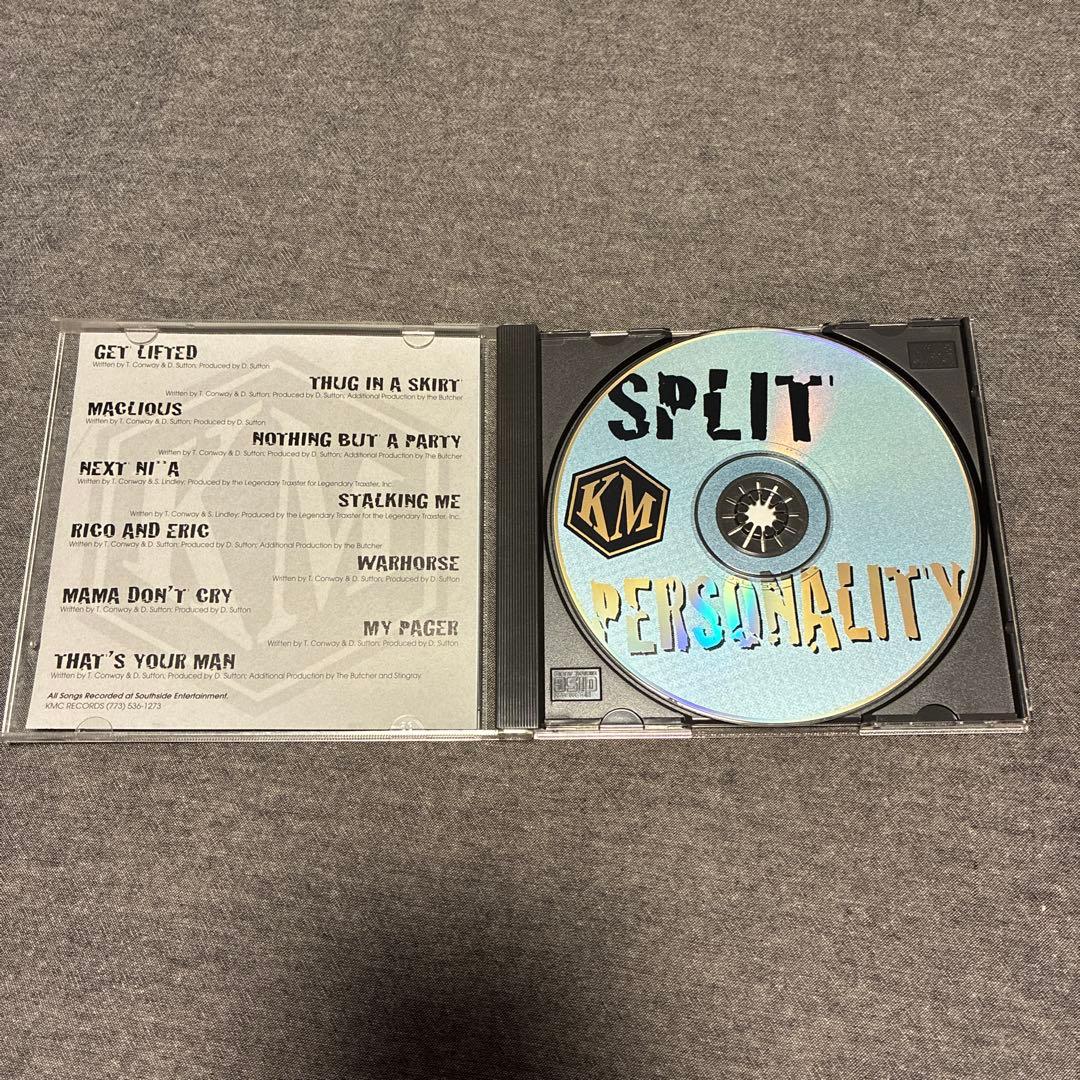 GET LIFTED
Written by T. Conway & D. Sutton; Produced by D. Sutton
THUG IN A SKIRT
Written by T. Conway & D. Sutton; Produced by D. Sutton; Additional Production by the Butcher
MACLIOUS
Written by T. Conway & D. Sutton; Produced by D. Sutton
NOTHING BUT A PARTY
Written by T. Conway & D. Sutton; Produced by D. Sutton; Additional Production by The Butcher
NEXT NI**A
Written by T. Conway & S. Lindley; Produced by the Legendary Traxster for Legendary Traxster, Inc.
STALKING ME
Written by T. Conway & S. Lindley; Produced by the Legendary Traxster for the Legendary Traxster, Inc.
RICO AND ERIC
Written by T. Conway & D. Sutton; Produced by D. Sutton; Additional Production by the Butcher
WARHORSE
Written by T. Conway & D. Sutton; Produced by D. Sutton
MAMA DON'T CRY
Written by T. Conway & D. Sutton; Produced by D. Sutton
MY PAGER
Written by T. Conway & D. Sutton; Produced by D. Sutton
THAT'S YOUR MAN
Written by T. Conway & D. Sutton; Produced by D. Sutton; Additional Production by The Butcher and Stingray.
All Songs Recorded at Southside Entertainment.
KMC RECORDS (773) 536-1273
KM
SPLIT
KM
PERSONALITY